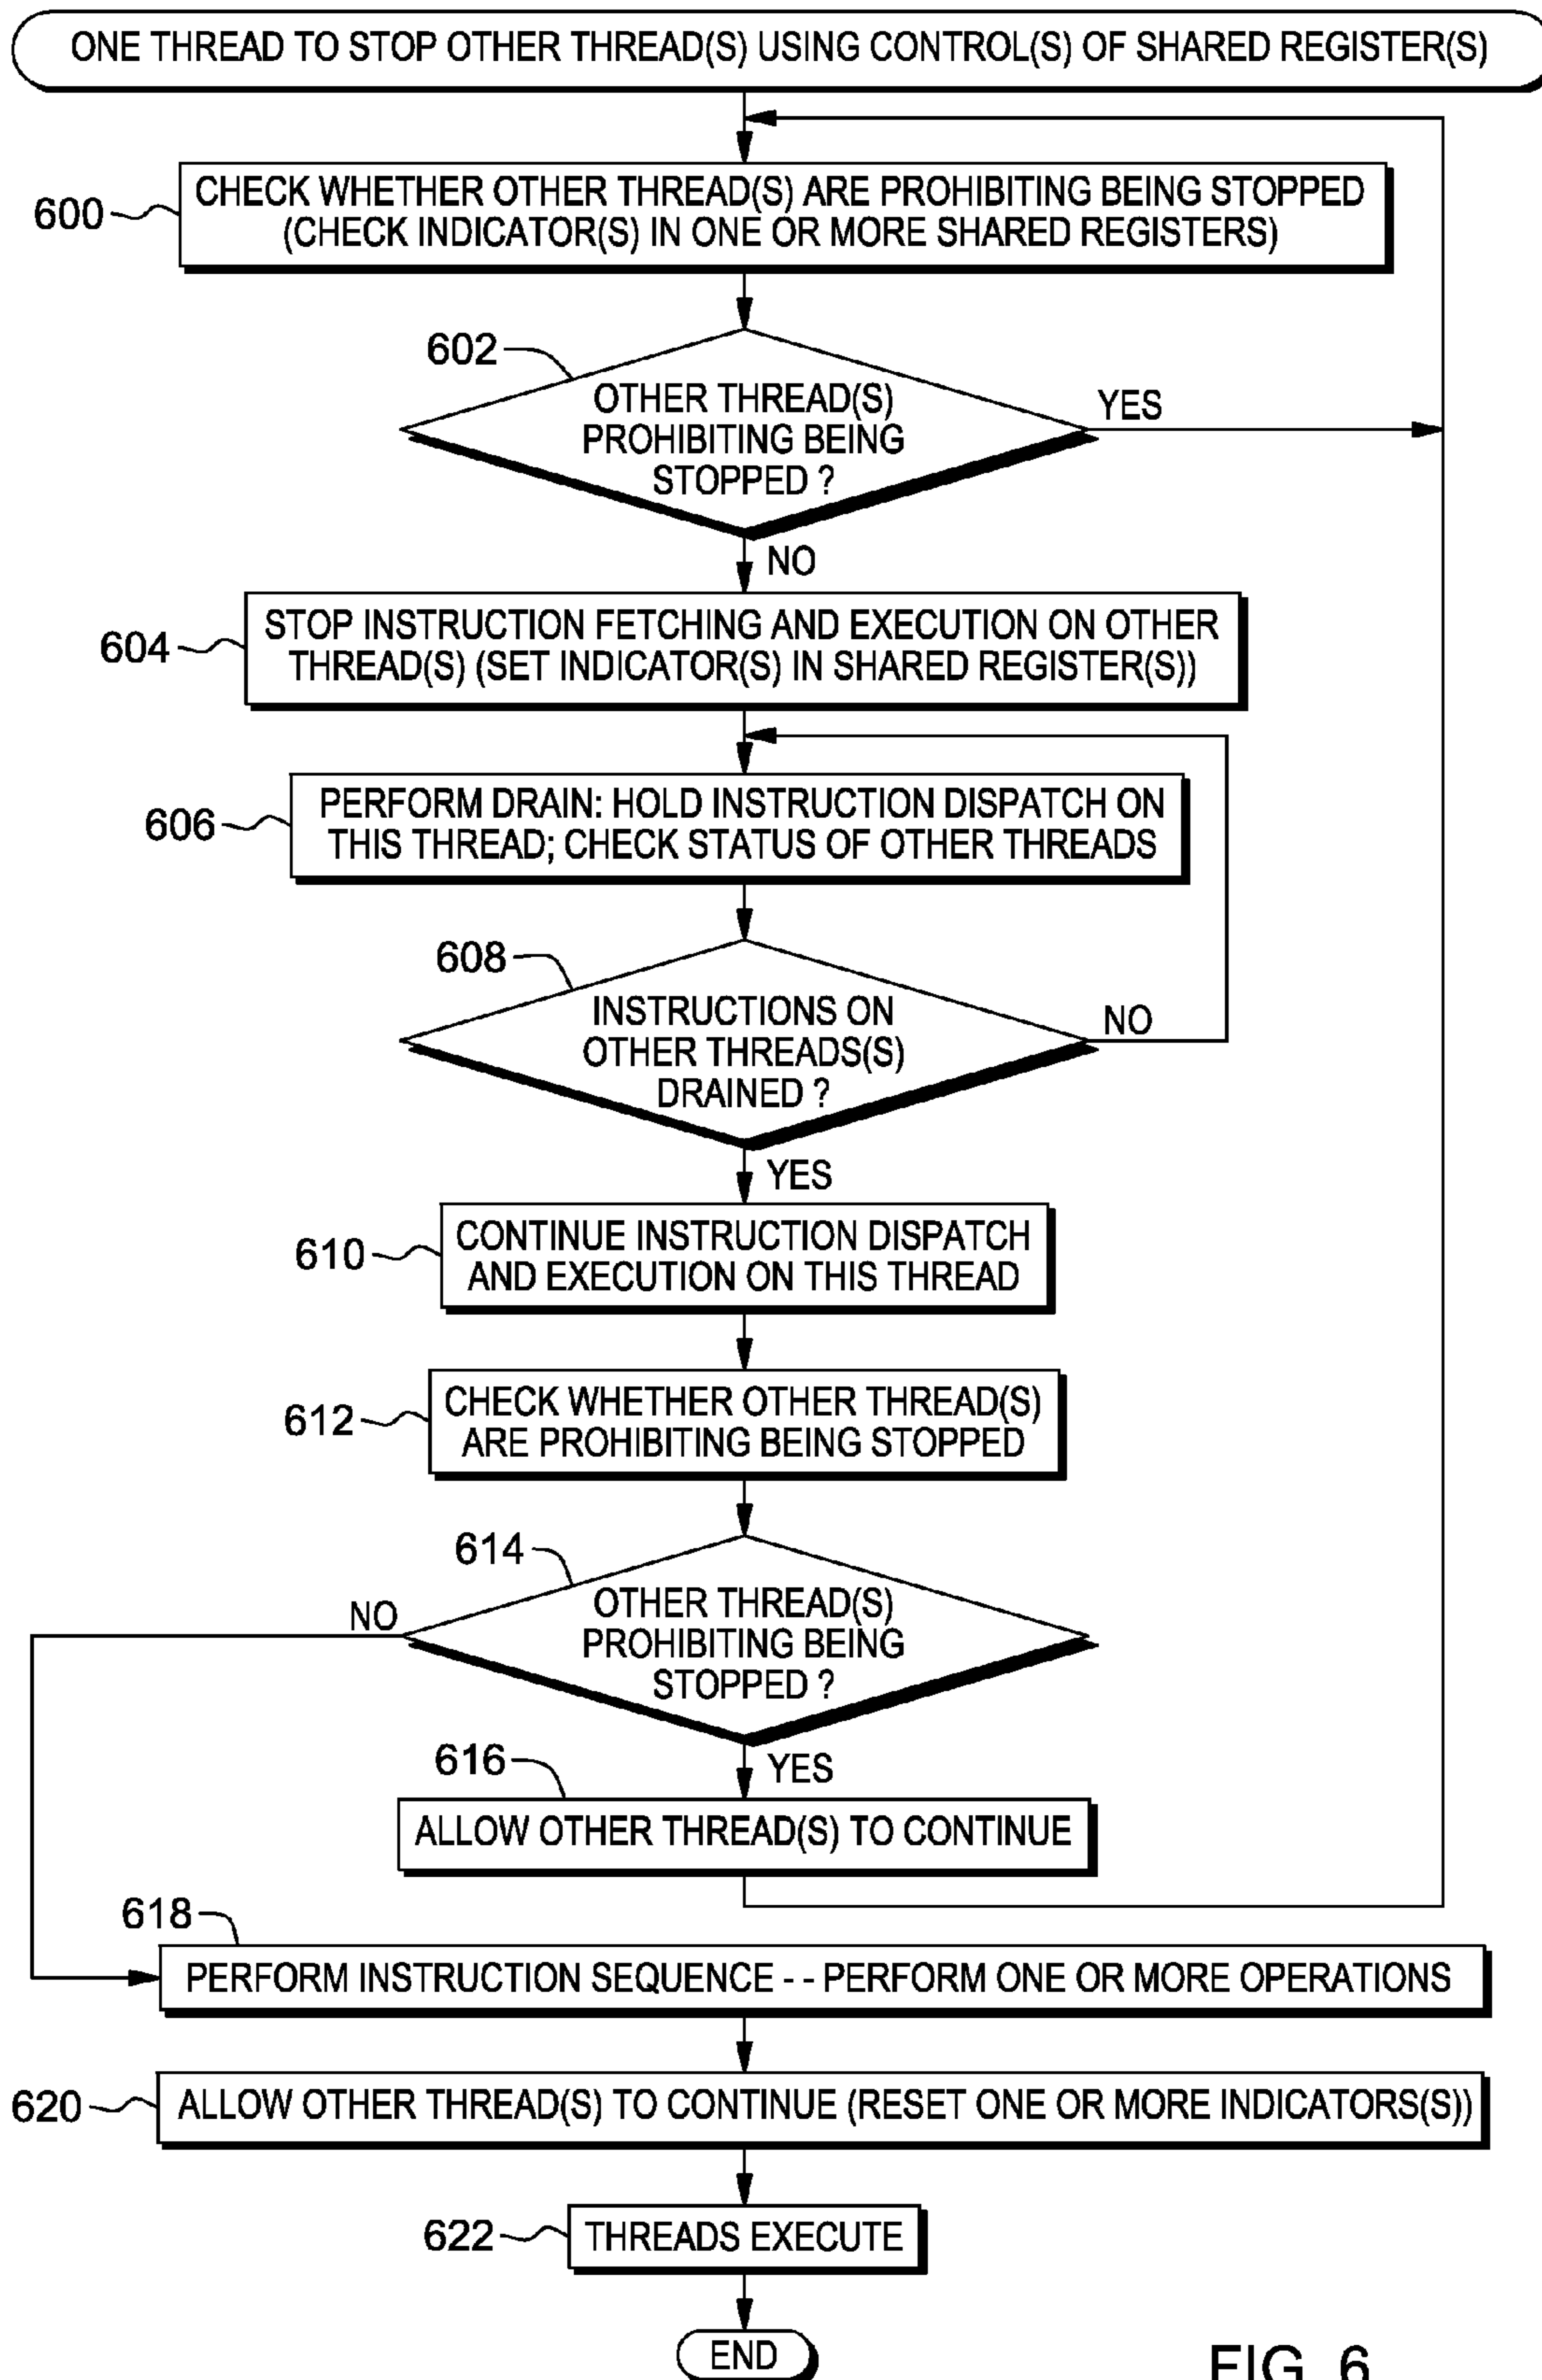 ONE THREAD TO STOP OTHER THREAD(S) USING CONTROL(S) OF SHARED REGISTER(S)
600
CHECK WHETHER OTHER THREAD(S) ARE PROHIBITING BEING STOPPED
(CHECK INDICATOR(S) IN ONE OR MORE SHARED REGISTERS)
602
OTHER THREAD(S)
PROHIBITING BEING
STOPPED ?
YES
NO
604
STOP INSTRUCTION FETCHING AND EXECUTION ON OTHER
THREAD(S) (SET INDICATOR(S) IN SHARED REGISTER(S))
606
PERFORM DRAIN: HOLD INSTRUCTION DISPATCH ON
THIS THREAD; CHECK STATUS OF OTHER THREADS
608
INSTRUCTIONS ON
OTHER THREADS(S)
DRAINED ?
NO
YES
610
CONTINUE INSTRUCTION DISPATCH
AND EXECUTION ON THIS THREAD
612
CHECK WHETHER OTHER THREAD(S)
ARE PROHIBITING BEING STOPPED
614
NO
OTHER THREAD(S)
PROHIBITING BEING
STOPPED ?
616
YES
ALLOW OTHER THREAD(S) TO CONTINUE
618
PERFORM INSTRUCTION SEQUENCE - - PERFORM ONE OR MORE OPERATIONS
620
ALLOW OTHER THREAD(S) TO CONTINUE (RESET ONE OR MORE INDICATORS(S))
622
THREADS EXECUTE
END
FIG. 6